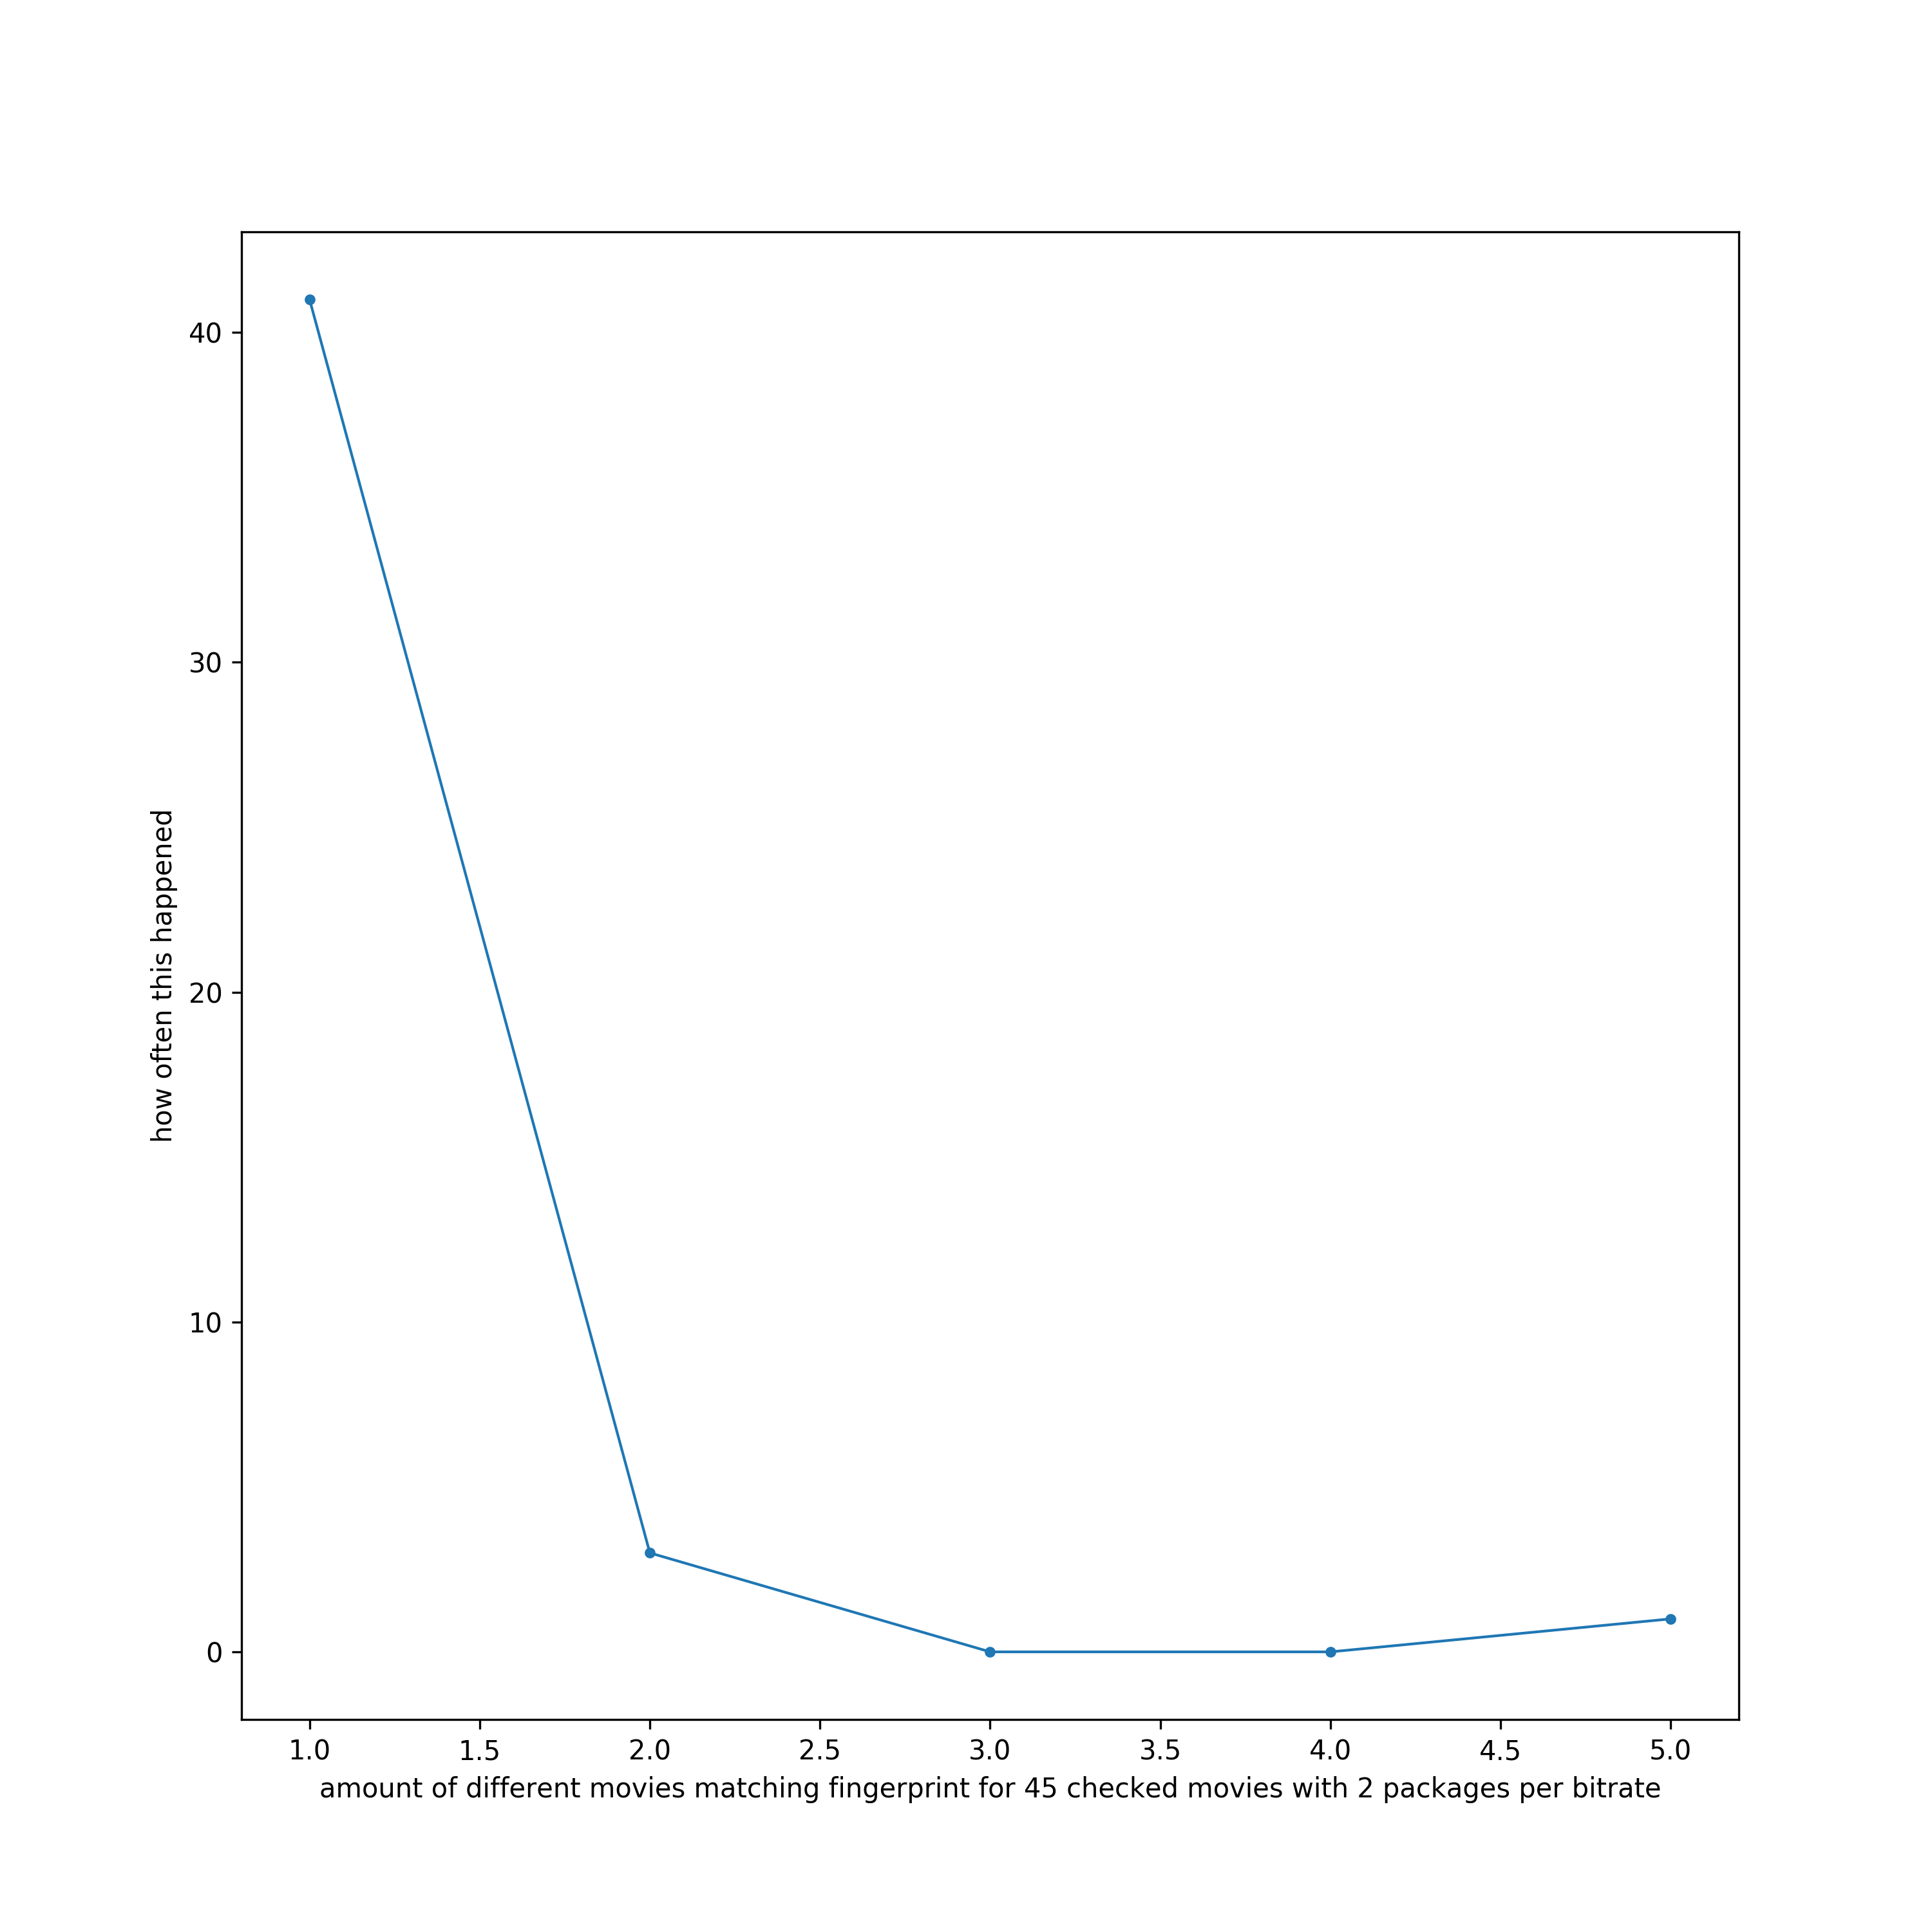 how often this happened
40
30
20
10
0
1.0 1.5 2.0 2.5 3.0 3.5 4.0 4.5 5.0
amount of different movies matching fingerprint for 45 checked movies with 2 packages per bitrate